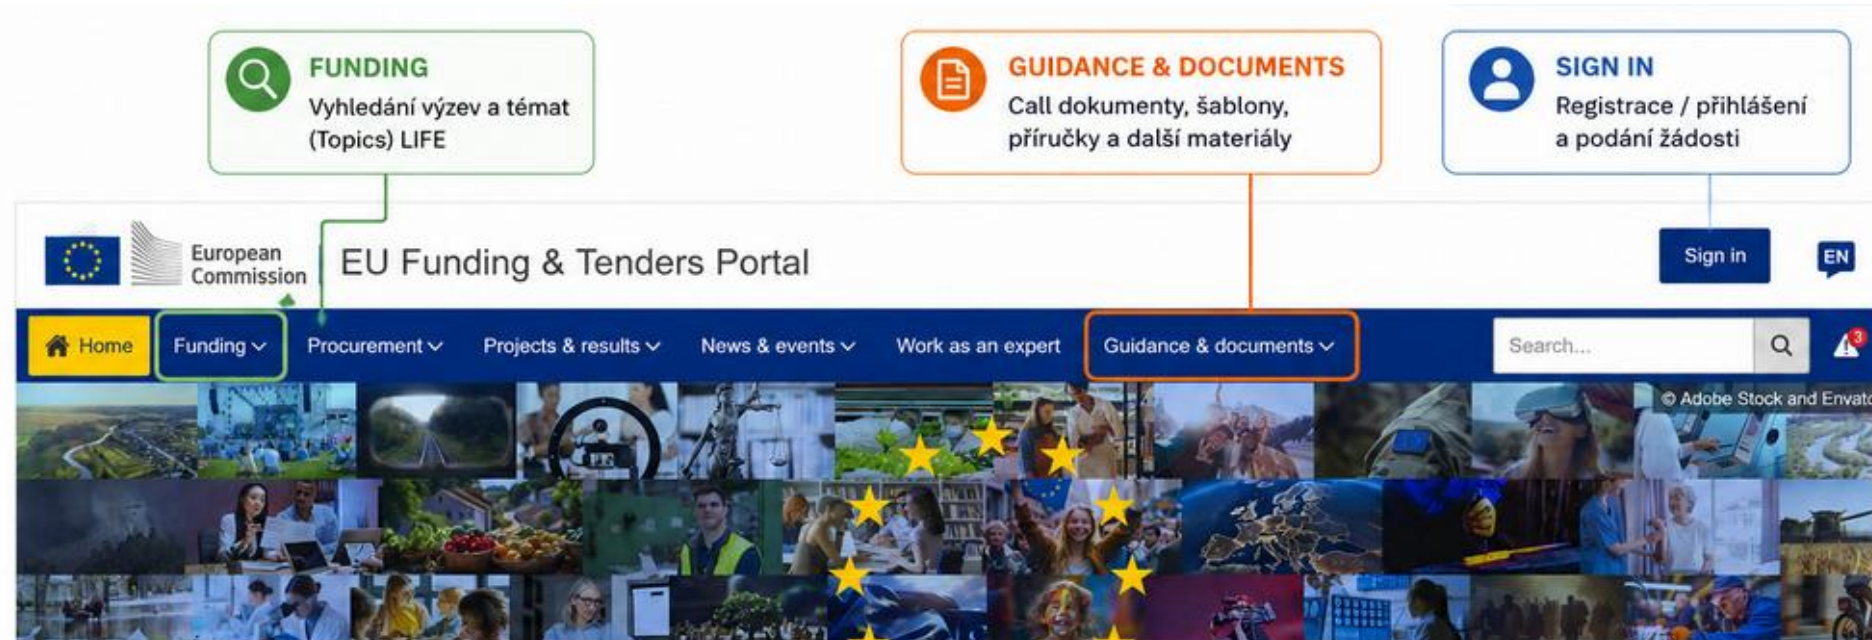 FUNDING
Vyhledání výzev a témat
(Topics) LIFE
GUIDANCE & DOCUMENTS
Call dokumenty, šablony,
příručky a další materiály
SIGN IN
Registrace / přihlášení
a podání žádosti
European
Commission
EU Funding & Tenders Portal
Sign in
EN
Home
Funding
Procurement
Projects & results
News & events
Work as an expert
Guidance & documents
Search...
3
© Adobe Stock and Envato